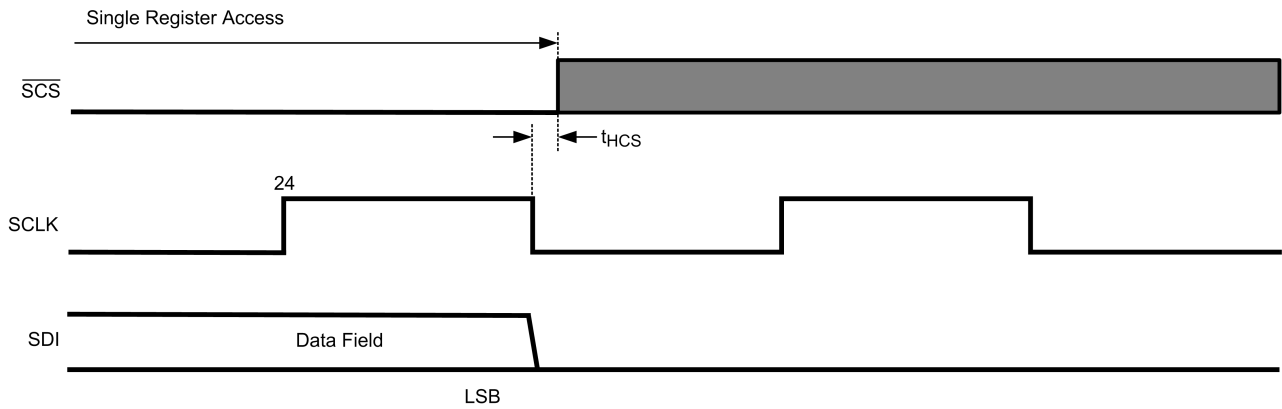 Single Register Access
SCS
tHCS
24
SCLK
SDI
Data Field
LSB